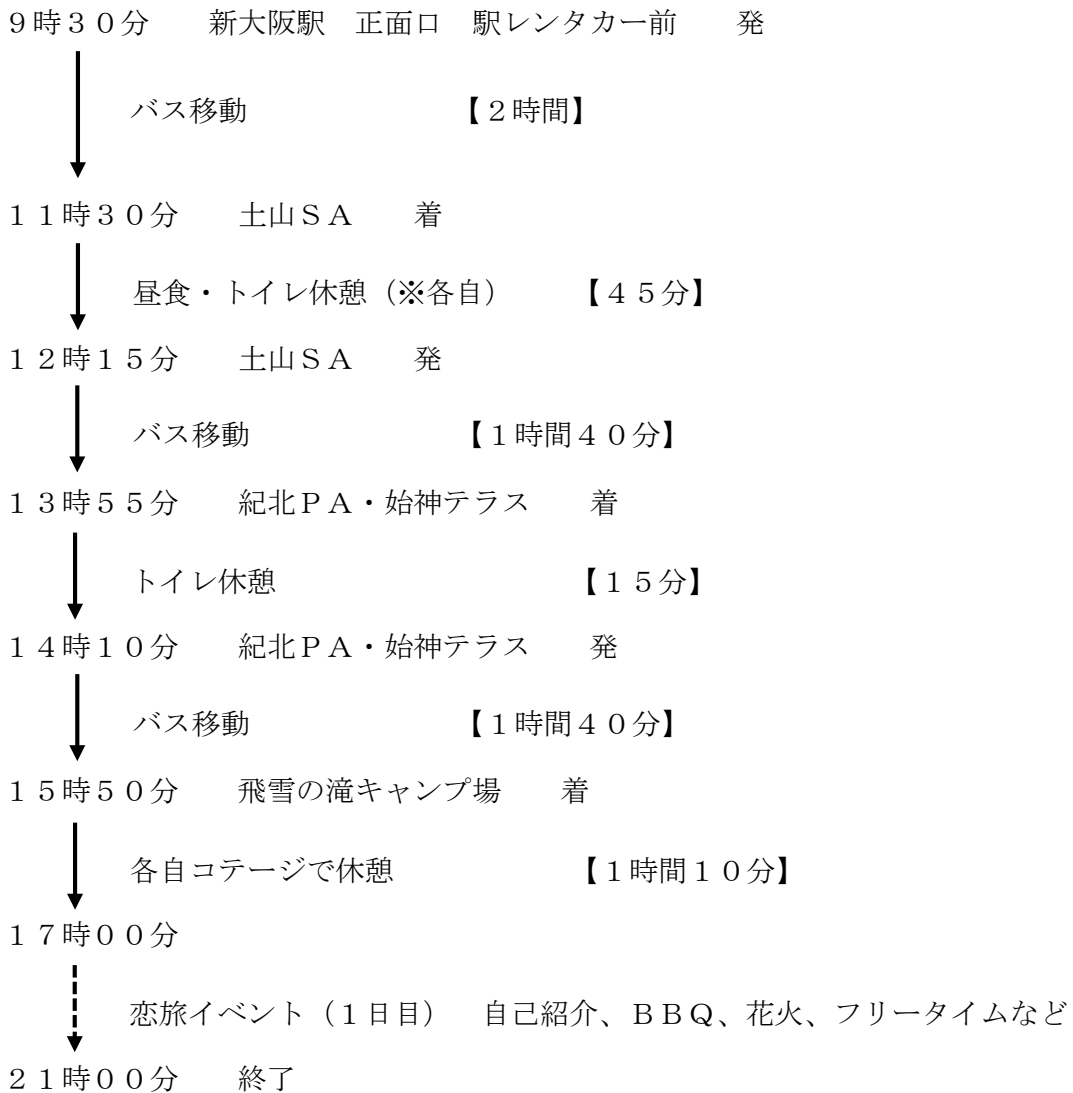 ９時３０分　　新大阪駅　正面口　駅レンタカー前　　発
バス移動　　　　　　　【２時間】
１１時３０分　　土山ＳＡ　　着
昼食・トイレ休憩（※各自）　　【４５分】
１２時１５分　　土山ＳＡ　　発
バス移動　　　　　　　【１時間４０分】
１３時５５分　　紀北ＰＡ・始神テラス　　着
トイレ休憩　　　　　　　　　　【１５分】
１４時１０分　　紀北ＰＡ・始神テラス　　発
バス移動　　　　　　　【１時間４０分】
１５時５０分　　飛雪の滝キャンプ場　　着
各自コテージで休憩　　　　　　【１時間１０分】
１７時００分
恋旅イベント（１日目）　自己紹介、ＢＢＱ、花火、フリータイムなど
２１時００分　　終了